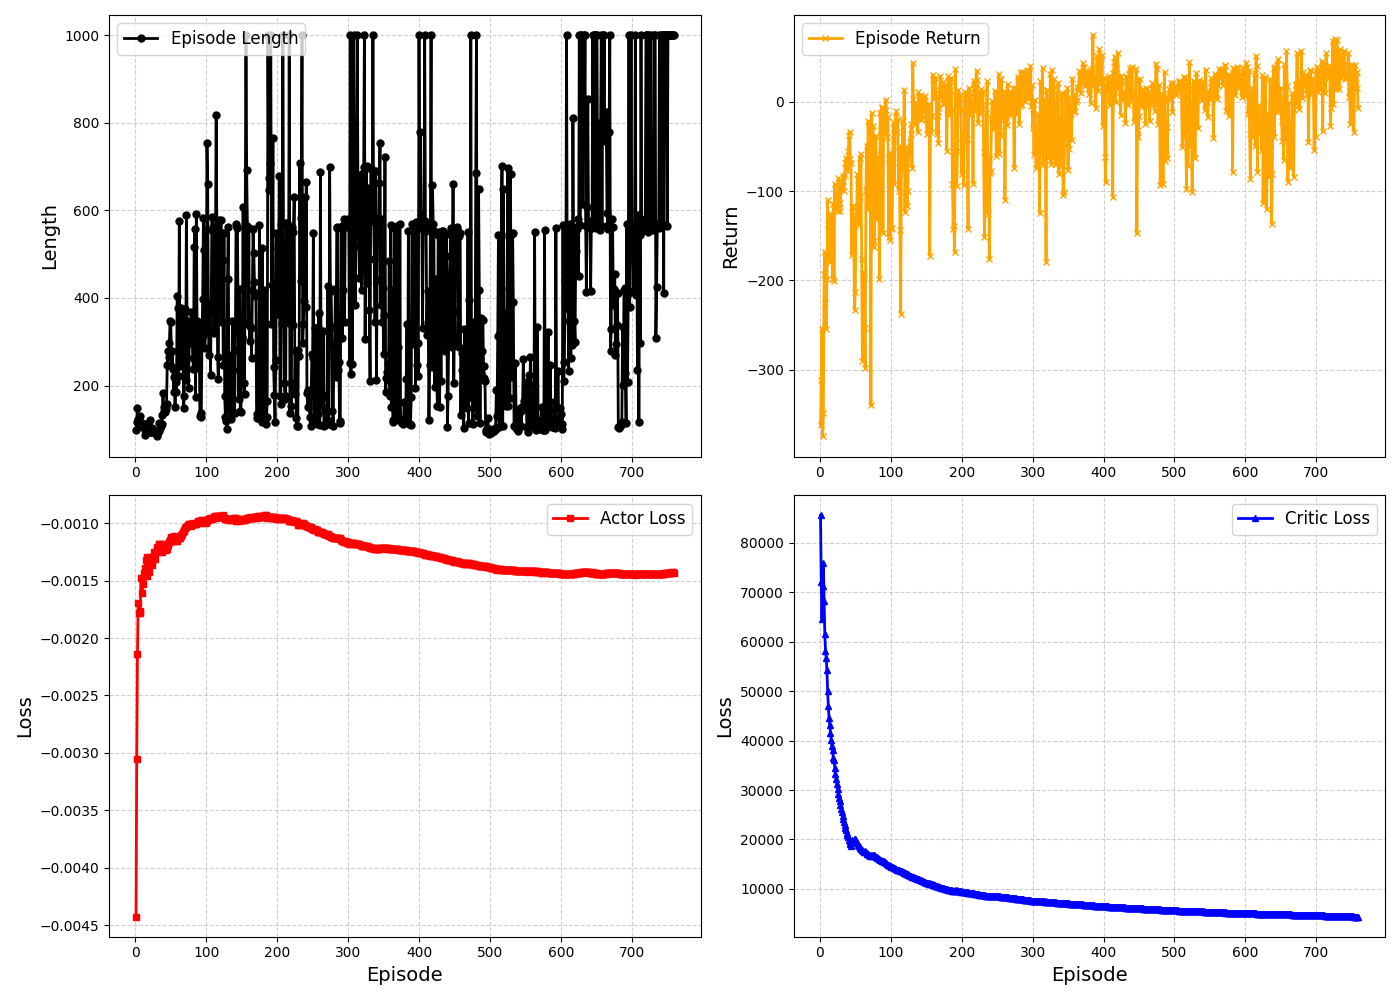 Episode Length
1000
800
600
400
200
Length
0 100 200 300 400 500 600 700
Episode Return
0
−100
−200
−300
Return
0 100 200 300 400 500 600 700
Actor Loss
−0.0010
−0.0015
−0.0020
−0.0025
−0.0030
−0.0035
−0.0040
−0.0045
Loss
0 100 200 300 400 500 600 700
Episode
Critic Loss
80000
70000
60000
50000
40000
30000
20000
10000
Loss
0 100 200 300 400 500 600 700
Episode